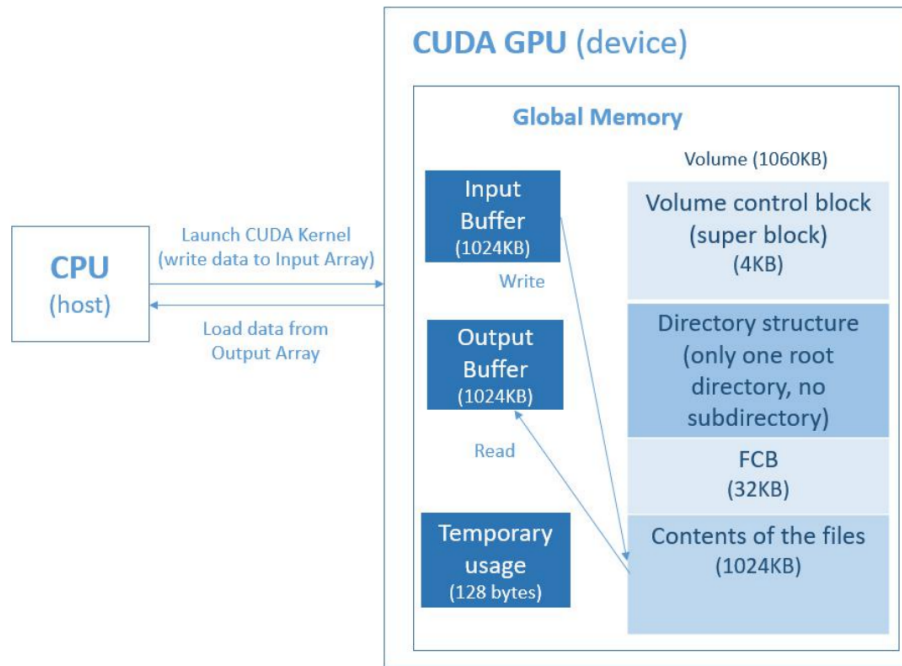 CUDA GPU (device)
Global Memory
Volume (1060KB)
Input
Buffer
(1024KB)
Volume control block
(super block)
(4KB)
Launch CUDA Kernel
(write data to Input Array)
CPU
(host)
Write
Load data from
Output Array
Output
Buffer
(1024KB)
Directory structure
(only one root
directory, no
subdirectory)
Read
FCB
(32KB)
Temporary
usage
(128 bytes)
Contents of the files
(1024KB)